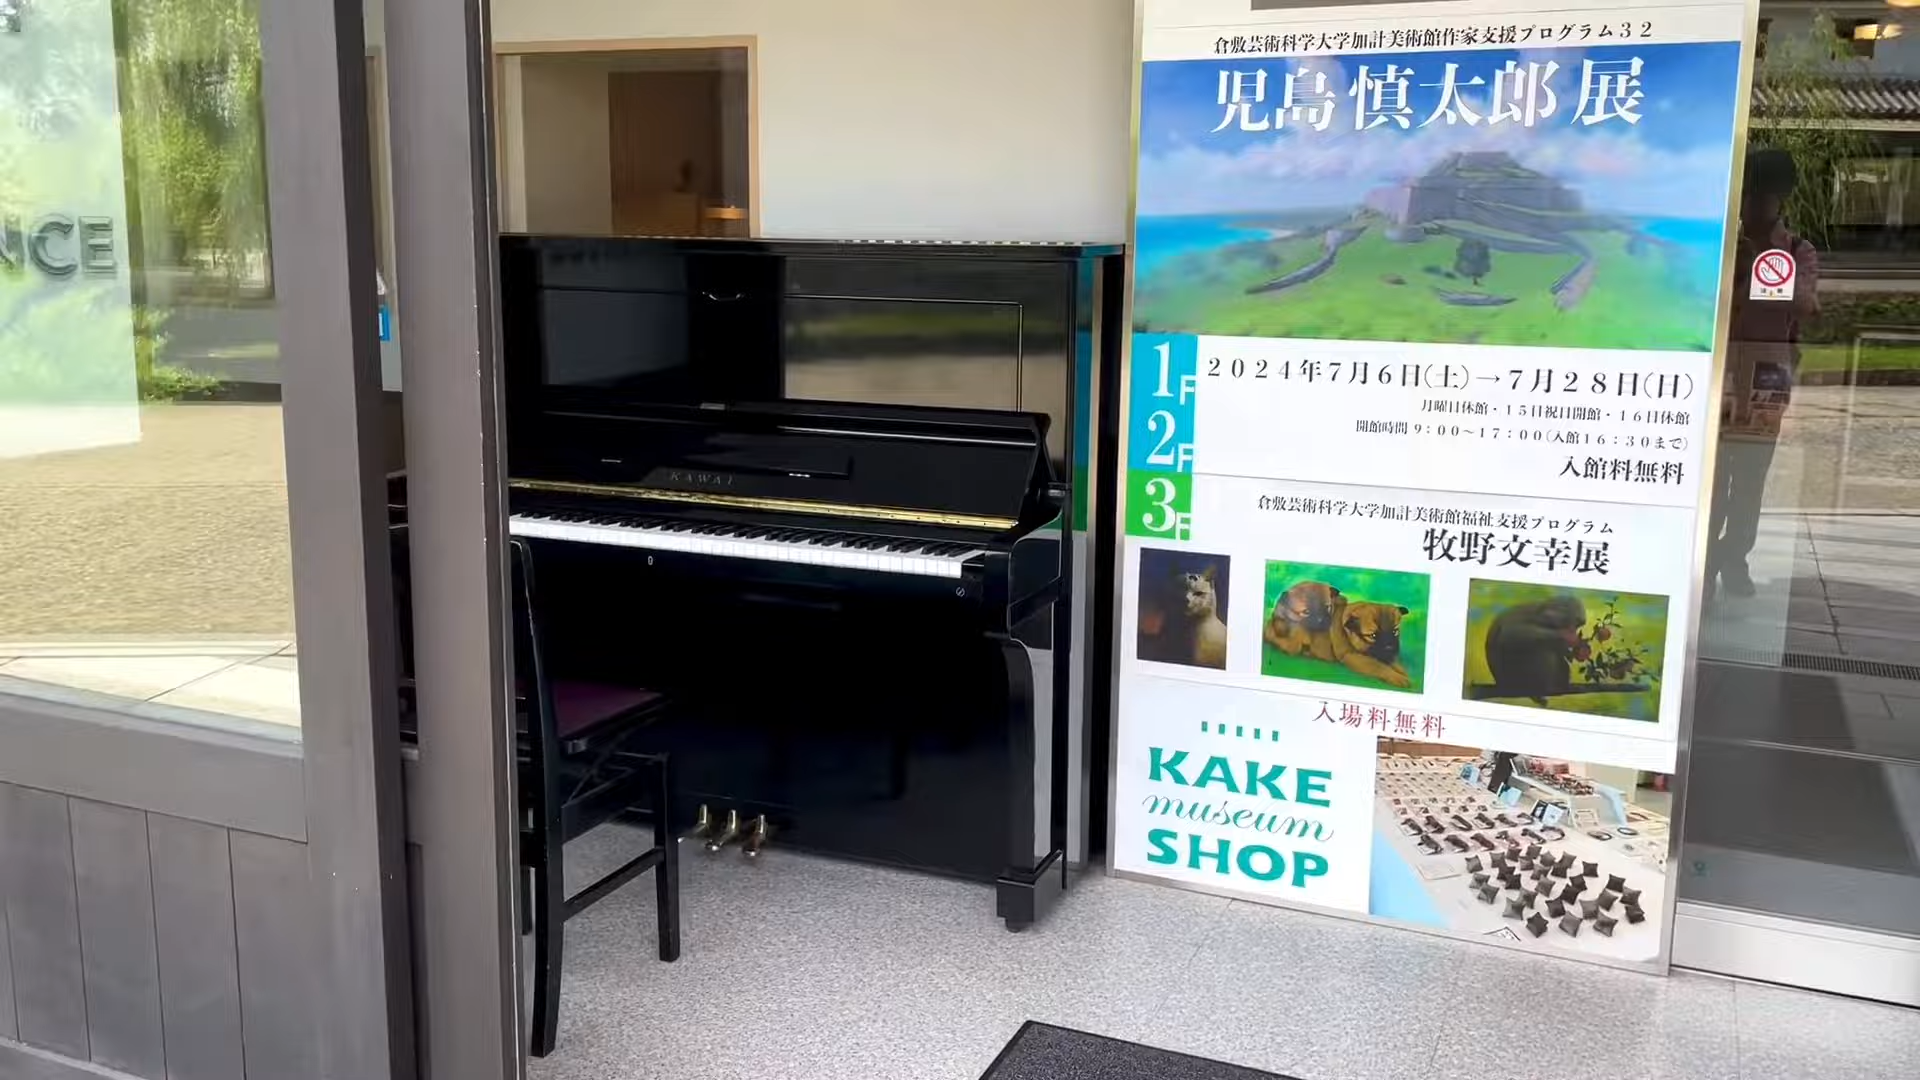 NCE
KAWAI
倉敷芸術科学大学加計美術館作家支援プログラム32
児島慎太郎展
1F
2F
3F
2024年7月6日(土)→7月28日(日)
月曜日休館・15日祝日開館・16日休館
開館時間 9:00~17:00(入館16:30まで)
入館料無料
倉敷芸術科学大学加計美術館福祉支援プログラム
牧野文幸展
入場料無料
KAKE
museum
SHOP